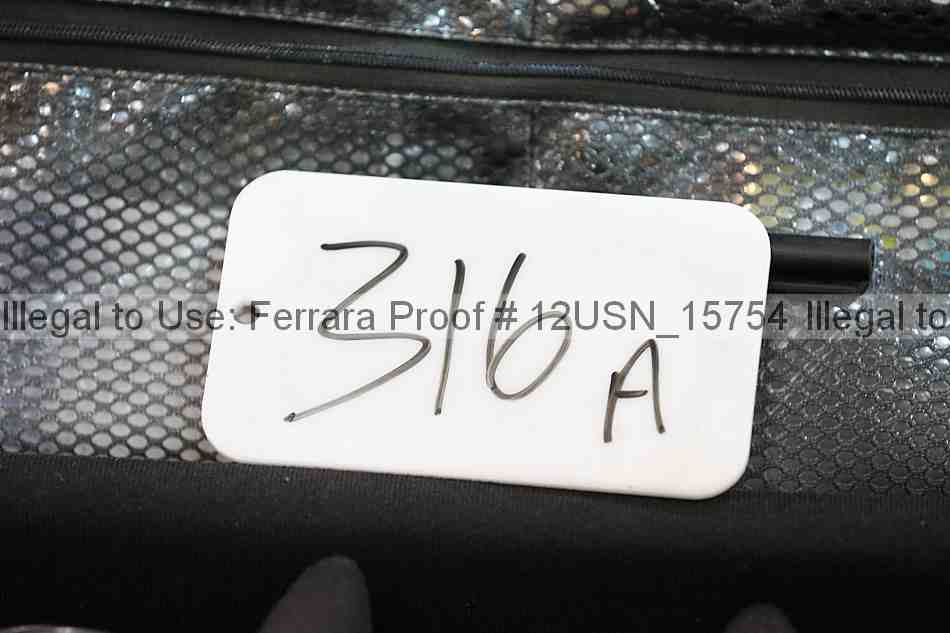 316 A
Illegal to Use: Ferrara Proof # 12USN_15754 Illegal to